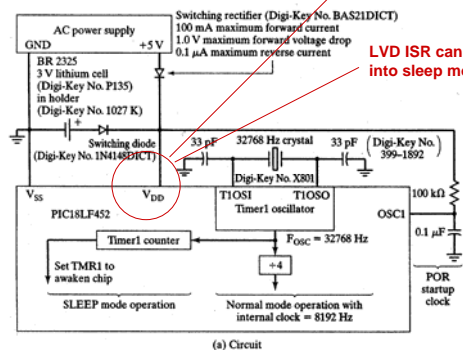 AC power supply
GND
+5 V
Switching rectifier (Digi-Key No. BAS21DICT)
100 mA maximum forward current
1.0 V maximum forward voltage drop
0.1 μA maximum reverse current
LVD ISR can
into sleep m
BR 2325
3 V lithium cell
(Digi-Key No. P135)
in holder
(Digi-Key No. 1027 K)
+
Switching diode
(Digi-Key No. 1N4148DICT)
33 pF
32768 Hz crystal
33 pF
(Digi-Key No. 399–1892)
Digi-Key No. X801
VSS
VDD
T1OSI
T1OSO
Timer1 oscillator
OSC1
100 kΩ
0.1 μF
PIC18LF452
Timer1 counter
FOSC = 32768 Hz
÷4
Set TMR1 to
awaken chip
SLEEP mode operation
Normal mode operation with
internal clock = 8192 Hz
POR
startup
clock
(a) Circuit